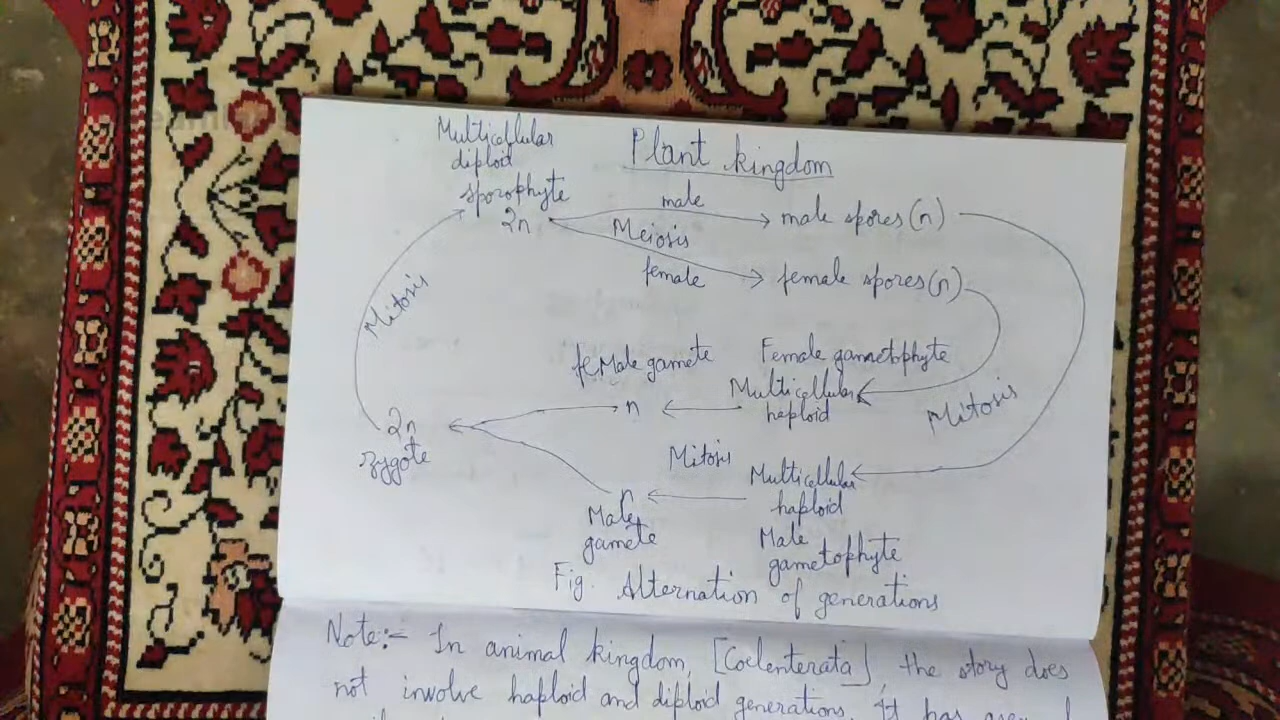 Plant kingdom
Multicellular
diploid
sporophyte
2n
male
Meiosis
female
male spores (n)
female spores (n)
Mitosis
feMale gamete
n
Female gametophyte
Multicellular
haploid
Mitosis
2n
zygote
Mitosis
n
Male
gamete
Multicellular
haploid
Male
gametophyte
Fig. Alternation of generations
Note:- In animal kingdom, [Coelenterata], the story does
not involve haploid and diploid generations. It has